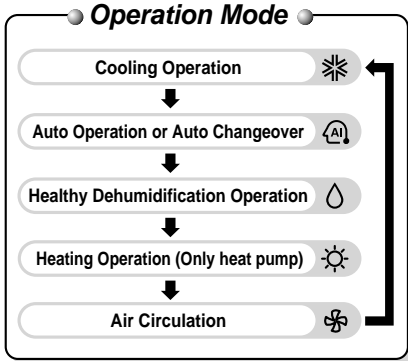 Operation Mode
Cooling Operation
Auto Operation or Auto Changeover
AI
Healthy Dehumidification Operation
Heating Operation (Only heat pump)
Air Circulation